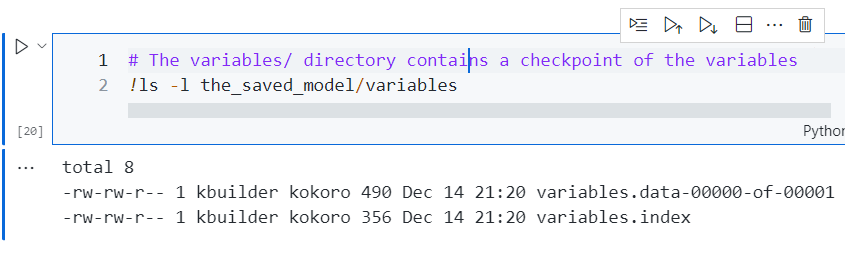 1 # The variables/ directory contains a checkpoint of the variables
2 !ls -l the_saved_model/variables
[20]
Python
total 8
-rw-rw-r-- 1 kbuilder kokoro 490 Dec 14 21:20 variables.data-00000-of-00001
-rw-rw-r-- 1 kbuilder kokoro 356 Dec 14 21:20 variables.index